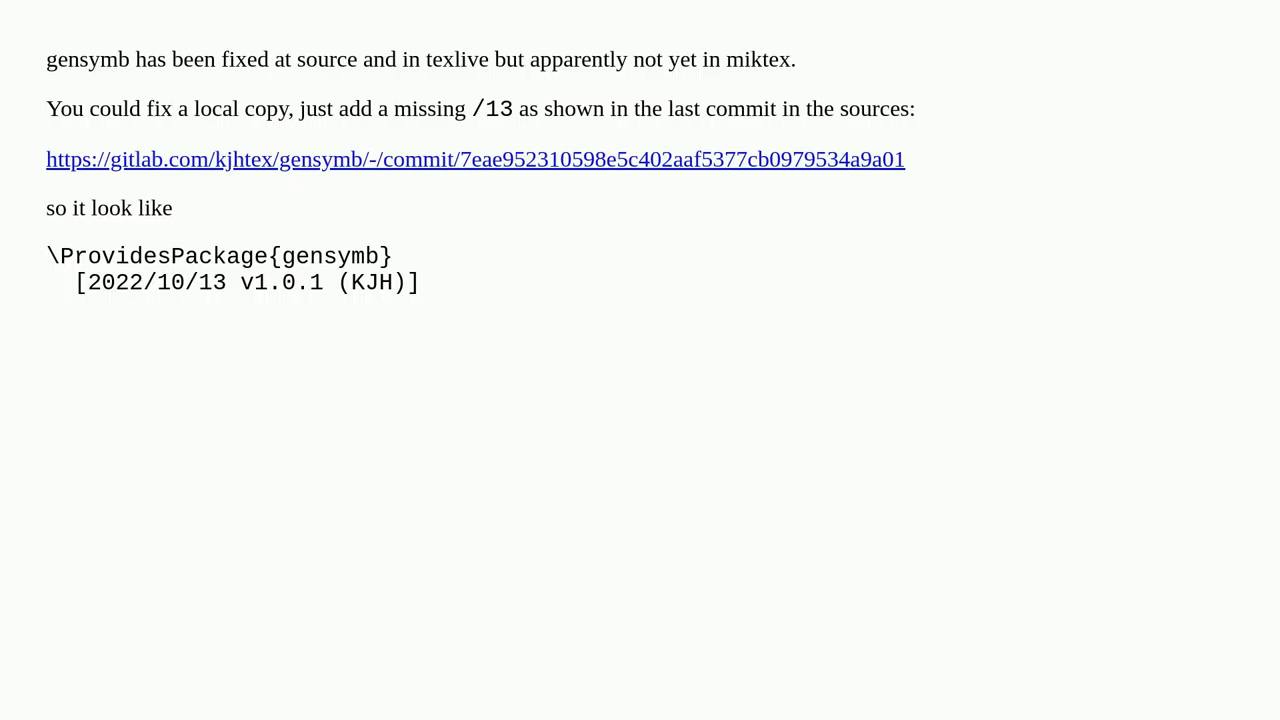 gensymb has been fixed at source and in texlive but apparently not yet in miktex.
You could fix a local copy, just add a missing /13 as shown in the last commit in the sources:
https://gitlab.com/kjhtex/gensymb/-/commit/7eae952310598e5c402aaf5377cb0979534a9a01
so it look like
\ProvidesPackage{gensymb}
  [2022/10/13 v1.0.1 (KJH)]